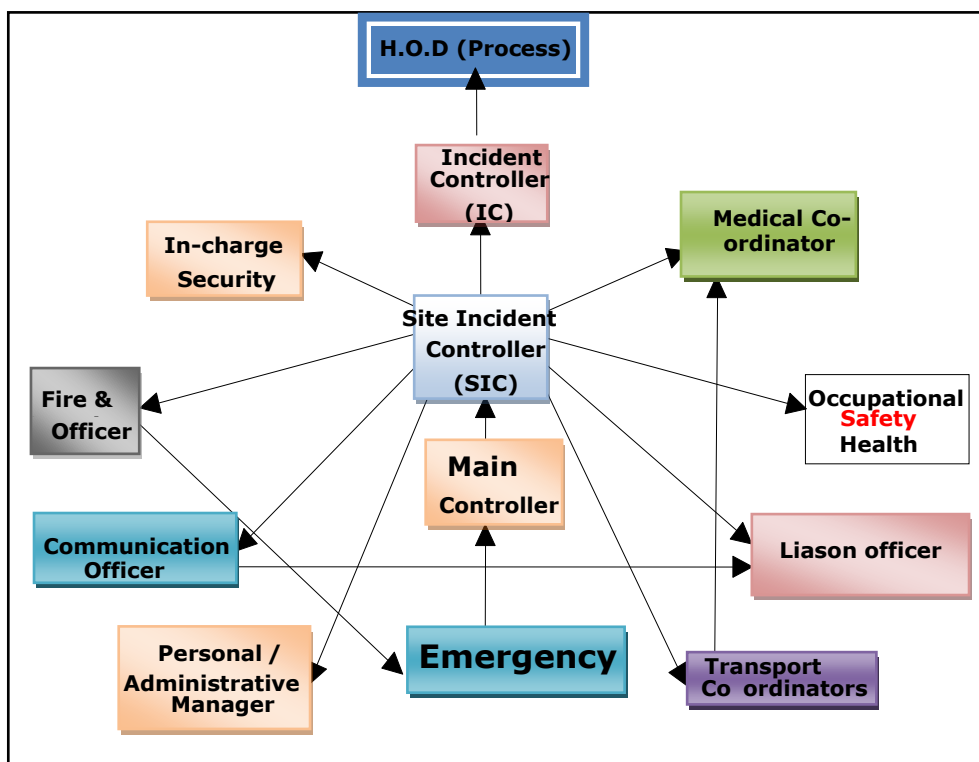 H.O.D (Process)
Incident
Controller
(IC)
Medical Co-
ordinator
In-charge
Security
Site Incident
Controller
(SIC)
Fire &
Officer
Occupational
Safety
Health
Main
Controller
Communication
Officer
Liason officer
Personal /
Administrative
Manager
Emergency
Transport
Co ordinators